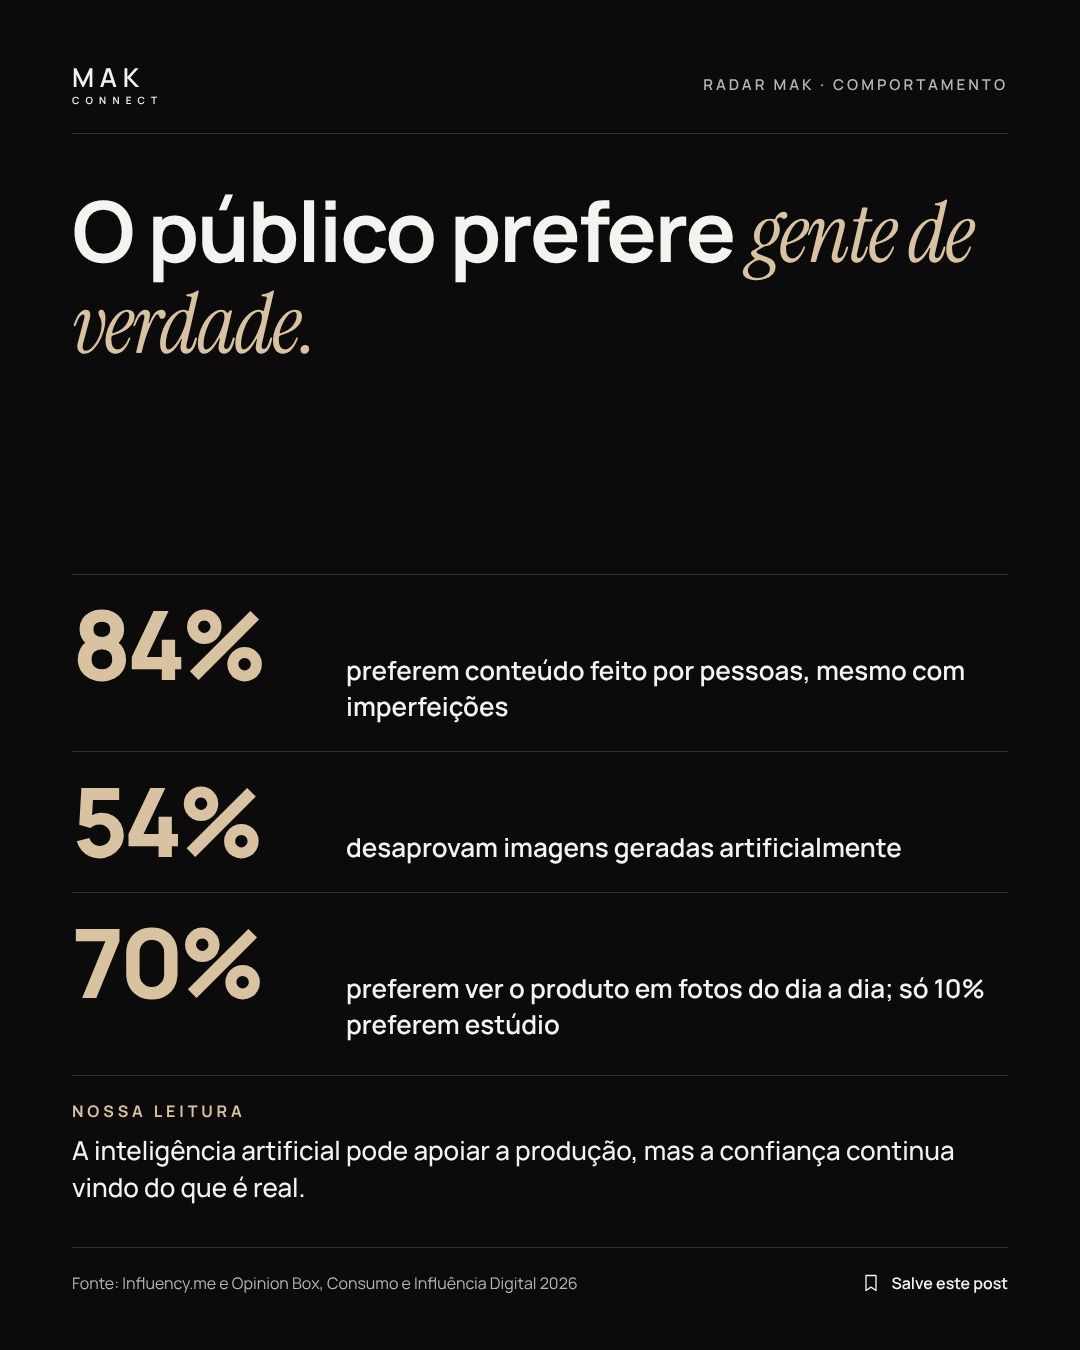 MAK
CONNECT
RADAR MAK · COMPORTAMENTO
O público prefere gente de
verdade.
84%
preferem conteúdo feito por pessoas, mesmo com
imperfeições
54%
desaprovam imagens geradas artificialmente
70%
preferem ver o produto em fotos do dia a dia; só 10%
preferem estúdio
NOSSA LEITURA
A inteligência artificial pode apoiar a produção, mas a confiança continua
vindo do que é real.
Fonte: Influency.me e Opinion Box, Consumo e Influência Digital 2026
Salve este post